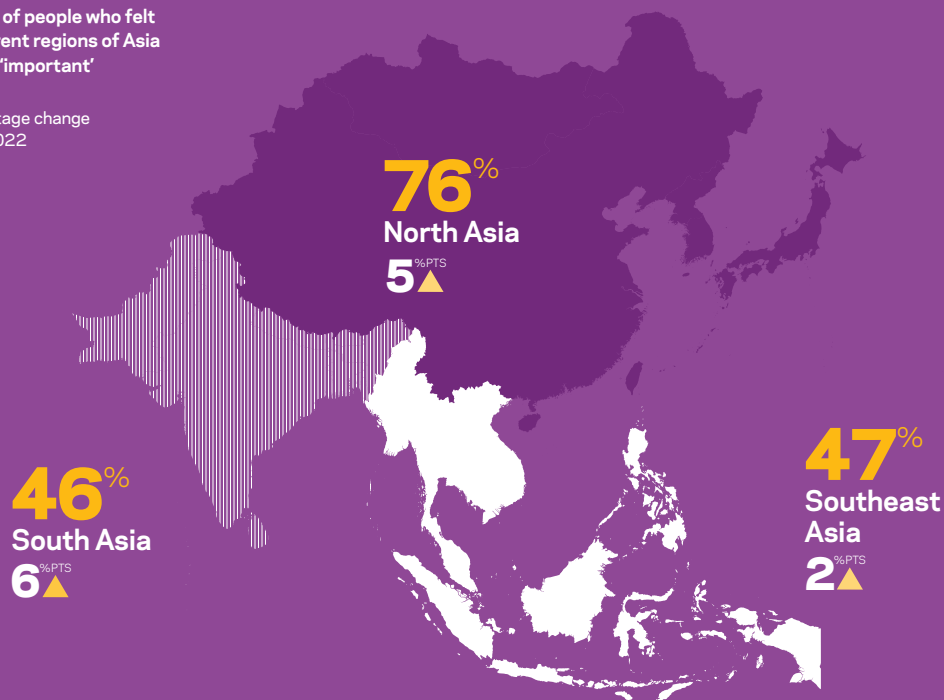 of people who felt
ent regions of Asia
'important'
tage change
022
76%
North Asia
5%PTS
46%
South Asia
6%PTS
47%
Southeast
Asia
2%PTS